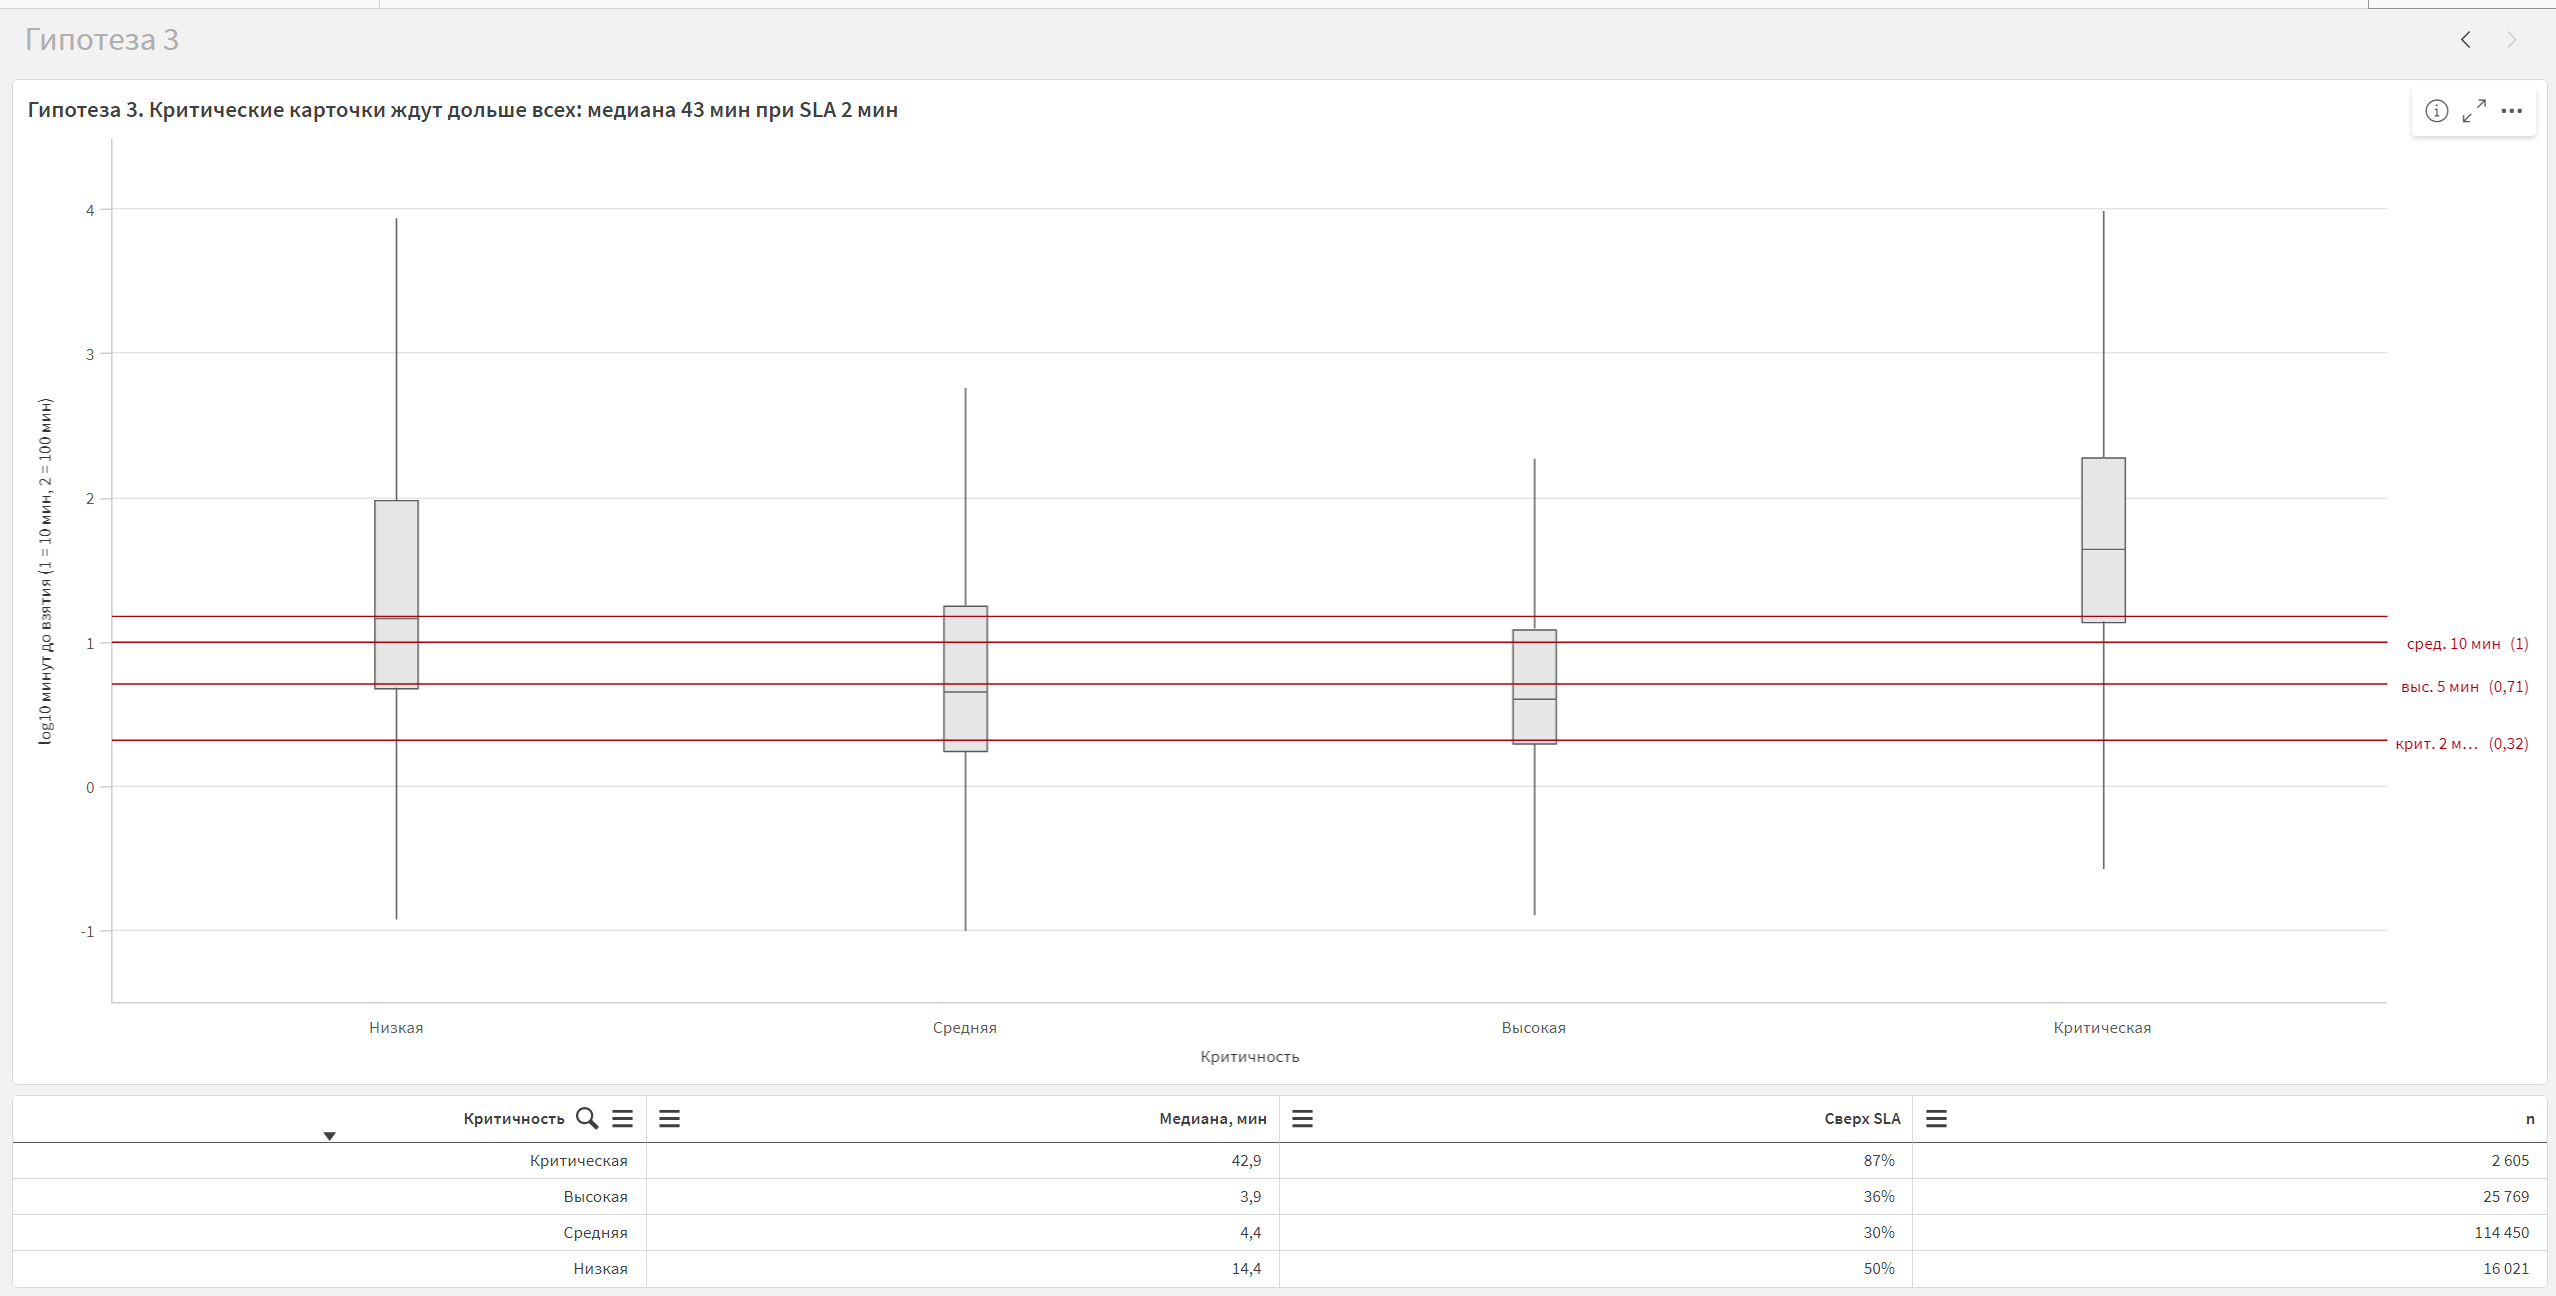 Гипотеза 3
Гипотеза 3. Критические карточки ждут дольше всех: медиана 43 мин при SLA 2 мин
log10 минут до взятия (1 = 10 мин, 2 = 100 мин)
4
3
2
1
0
-1
сред. 10 мин (1)
выс. 5 мин (0,71)
крит. 2 м... (0,32)
Низкая Средняя Высокая Критическая
Критичность
Критичность Медиана, мин Сверх SLA n
Критическая 42,9 87% 2 605
Высокая 3,9 36% 25 769
Средняя 4,4 30% 114 450
Низкая 14,4 50% 16 021